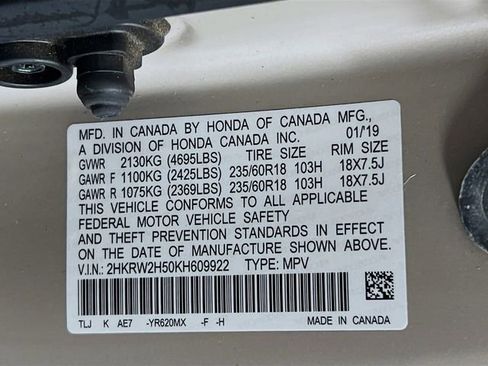 MFD. IN CANADA BY HONDA OF CANADA MFG.,
A DIVISION OF HONDA CANADA INC. 01/19
GVWR 2130KG (4695LBS) TIRE SIZE RIM SIZE
GAWR F 1100KG (2425LBS) 235/60R18 103H 18X7.5J
GAWR R 1075KG (2369LBS) 235/60R18 103H 18X7.5J
THIS VEHICLE CONFORMS TO ALL APPLICABLE
FEDERAL MOTOR VEHICLE SAFETY
AND THEFT PREVENTION STANDARDS IN EFFECT
ON THE DATE OF MANUFACTURE SHOWN ABOVE.
V.I.N.: 2HKRW2H50KH609922 TYPE: MPV
TLJ K AE7 -YR620MX -F -H MADE IN CANADA